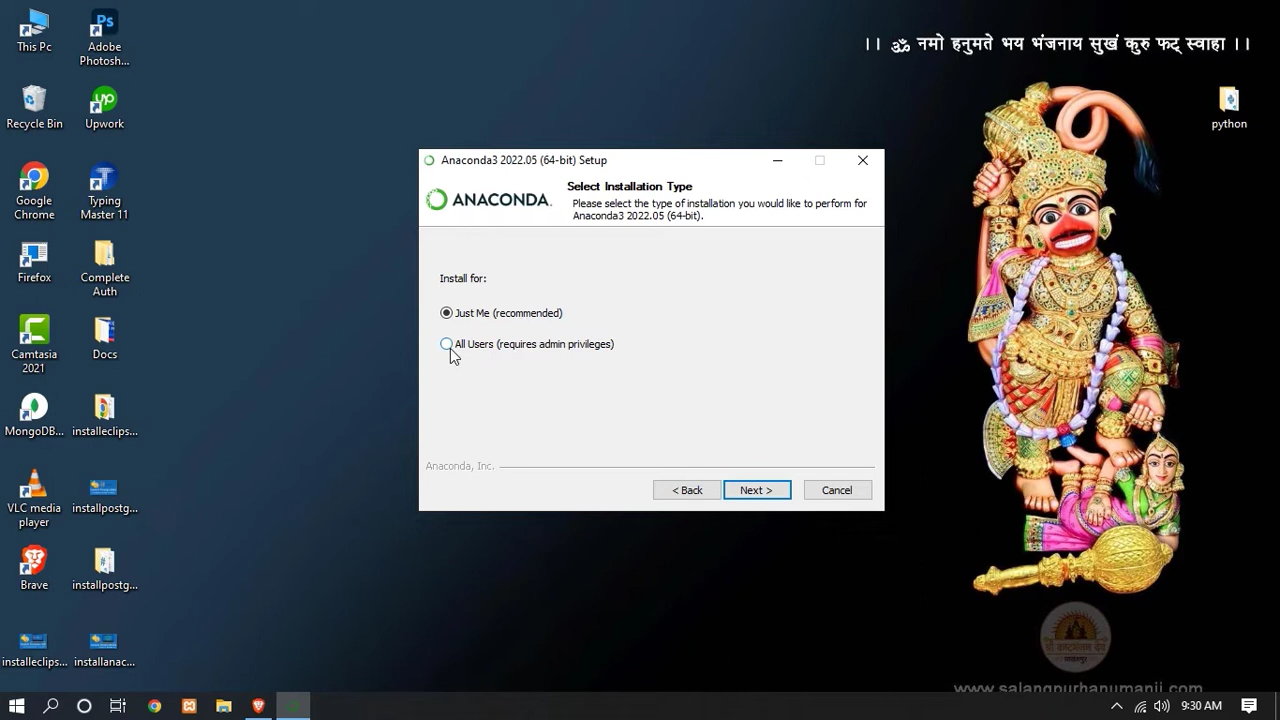 This Pc
Adobe
Photosh...
Recycle Bin
Upwork
Google
Chrome
Typing
Master 11
Firefox
Complete
Auth
Camtasia
2021
Docs
MongoDB...
installeclips...
VLC media
player
installpostg...
Brave
installpostg...
installeclips...
installanac...
।। ॐ नमो हनुमते भय भंजनाय सुखं कुरु फट् स्वाहा ।।
python
Anaconda3 2022.05 (64-bit) Setup
ANACONDA.
Select Installation Type
Please select the type of installation you would like to perform for
Anaconda3 2022.05 (64-bit).
Install for:
Just Me (recommended)
All Users (requires admin privileges)
Anaconda, Inc.
< Back
Next >
Cancel
www.salangpurhanumanji.com
9:30 AM